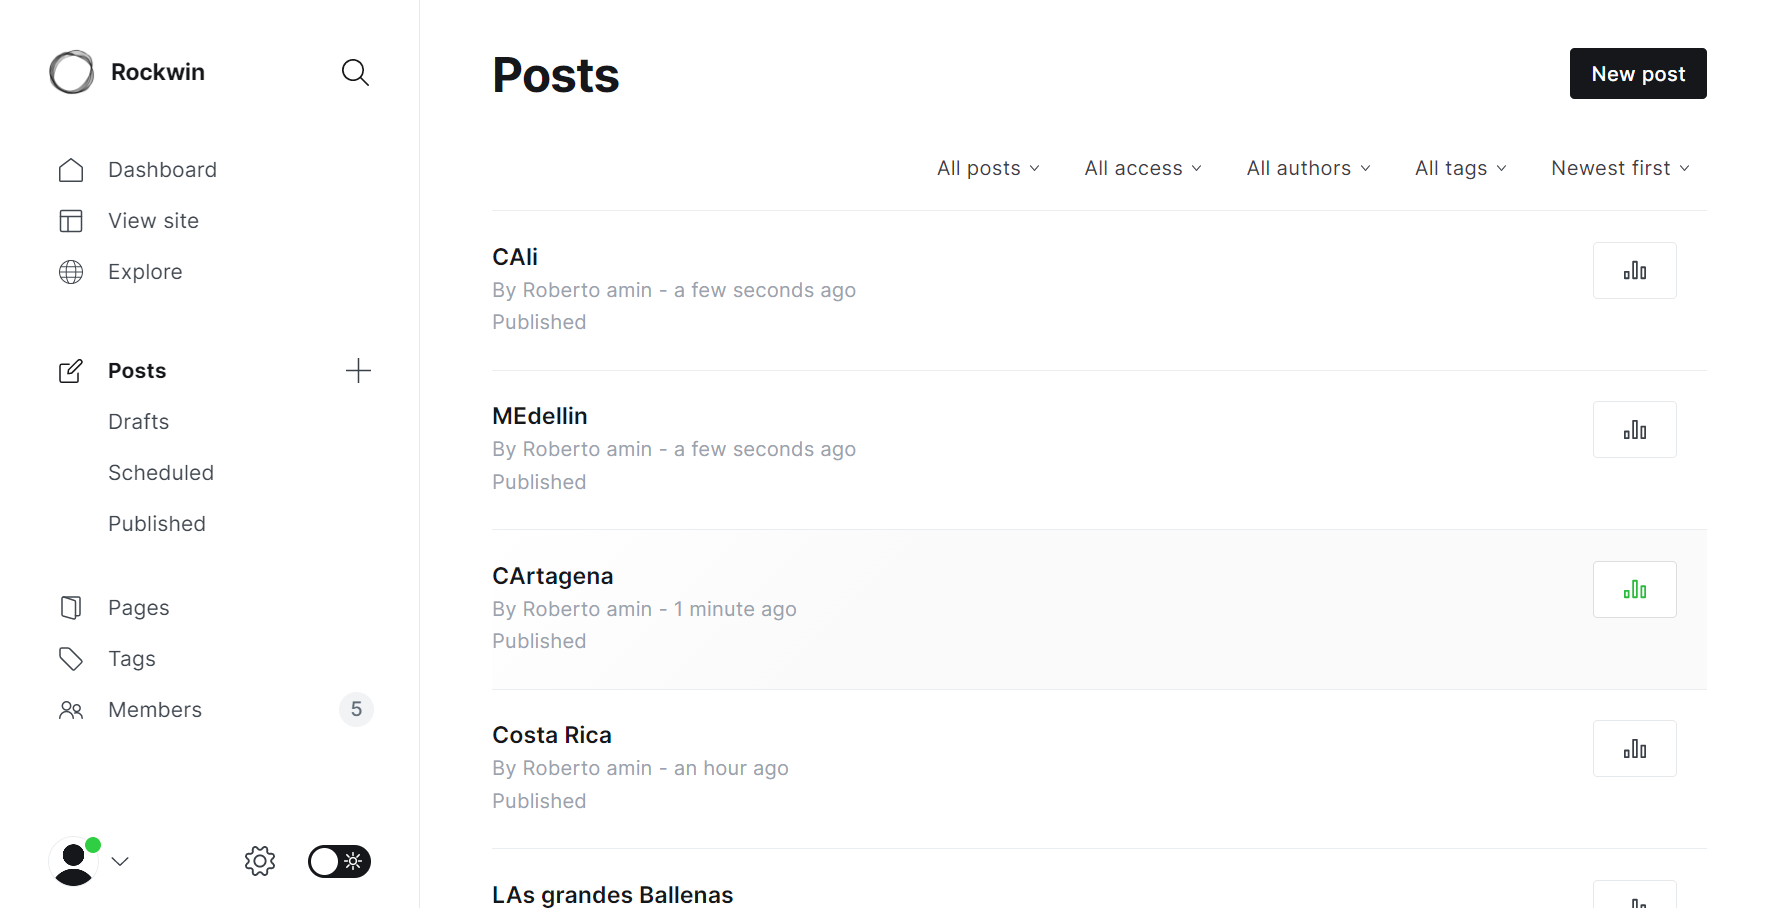 Rockwin
Dashboard
View site
Explore
Posts
Drafts
Scheduled
Published
Pages
Tags
Members 5
Posts
New post
All posts All access All authors All tags Newest first
CAli
By Roberto amin - a few seconds ago
Published
MEdellin
By Roberto amin - a few seconds ago
Published
CArtagena
By Roberto amin - 1 minute ago
Published
Costa Rica
By Roberto amin - an hour ago
Published
LAs grandes Ballenas